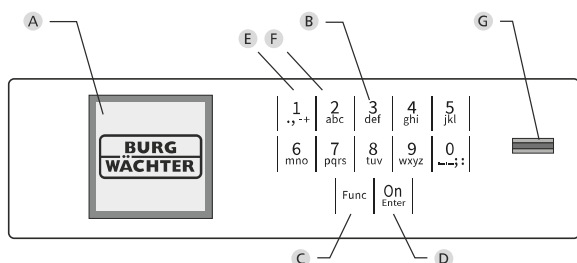 A
E F B G
1 2 3 4 5
.,-+ abc def ghi jkl
BURG
WÄCHTER
6 7 8 9 0
mno pqrs tuv wxyz _-.;:
Func On
Enter
C D